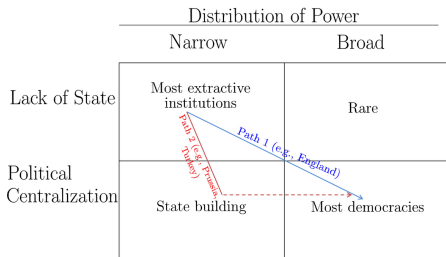 Distribution of Power
Narrow
Broad
Lack of State
Most extractive
institutions
Rare
Path 1 (e.g., England)
Path 2 (e.g., Prussia,
Turkey)
Political
Centralization
State building
Most democracies